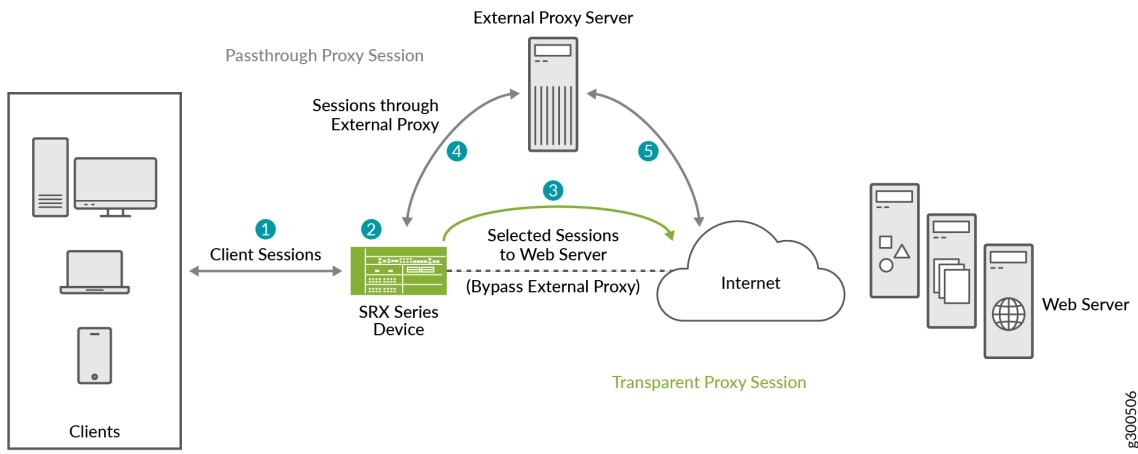 External Proxy Server
Passthrough Proxy Session
Sessions through
External Proxy
4
5
3
1
2
Client Sessions
Selected Sessions
to Web Server
(Bypass External Proxy)
Internet
SRX Series
Device
Web Server
Transparent Proxy Session
Clients
g300506